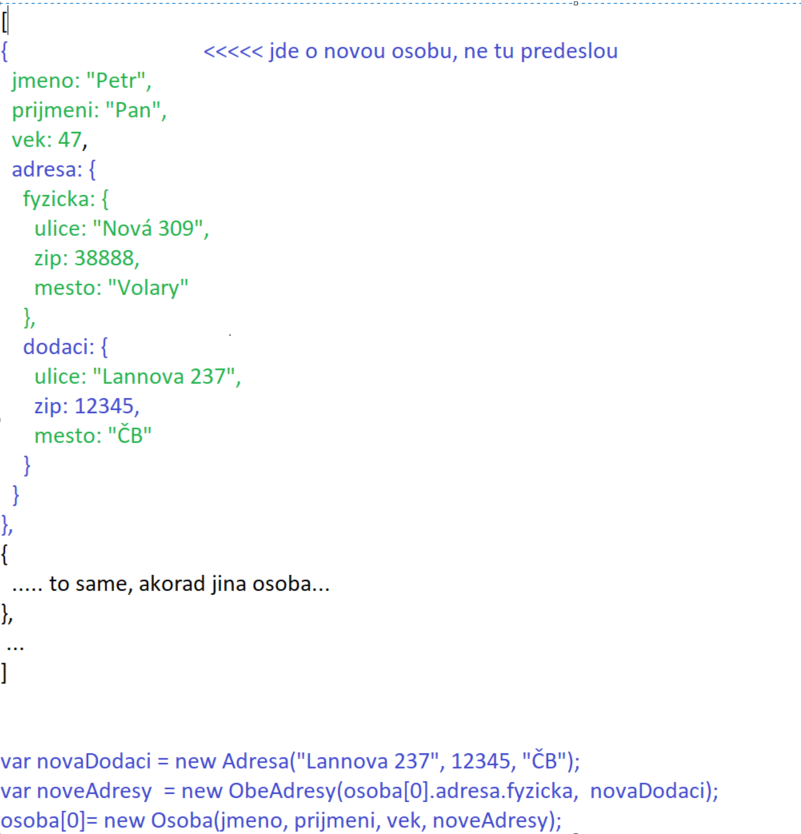 [
{ <<<<< jde o novou osobu, ne tu predeslou
jmeno: "Petr",
prijmeni: "Pan",
vek: 47,
adresa: {
fyzicka: {
ulice: "Nová 309",
zip: 38888,
mesto: "Volary"
},
dodaci: {
ulice: "Lannova 237",
zip: 12345,
mesto: "ČB"
}
}
},
{
..... to same, akorad jina osoba...
},
...
]
var novaDodaci = new Adresa("Lannova 237", 12345, "ČB");
var noveAdresy = new ObeAdresy(osoba[0].adresa.fyzicka, novaDodaci);
osoba[0]= new Osoba(jmeno, prijmeni, vek, noveAdresy);